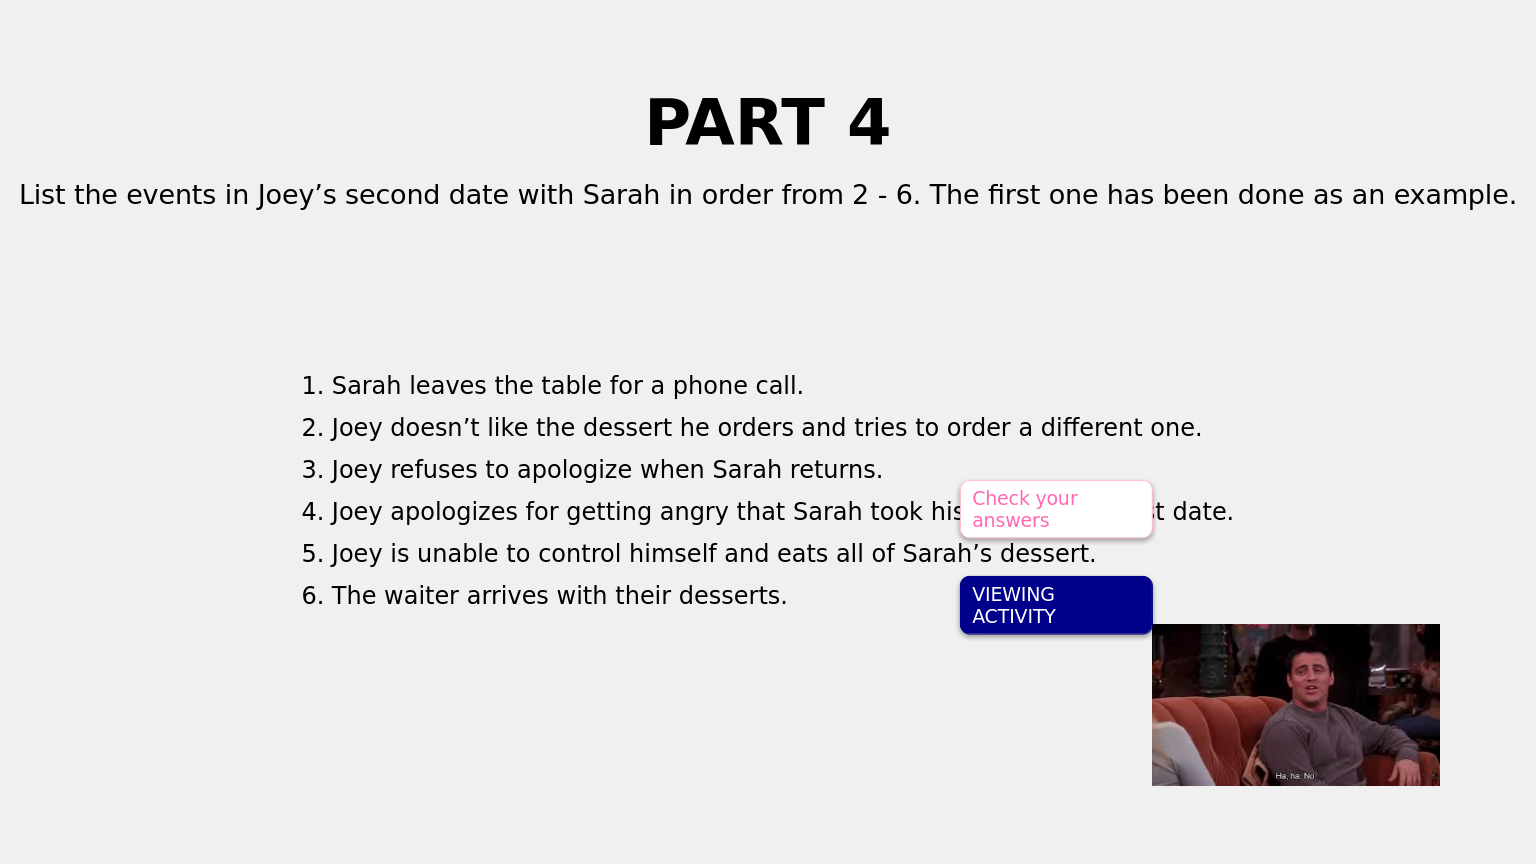 PART 4
List the events in Joey’s second date with Sarah in order from 2 - 6. The first one has been done as an example.
1. Sarah leaves the table for a phone call.
2. Joey doesn’t like the dessert he orders and tries to order a different one.
3. Joey refuses to apologize when Sarah returns.
4. Joey apologizes for getting angry that Sarah took his date.
Check your
answers
5. Joey is unable to control himself and eats all of Sarah’s dessert.
6. The waiter arrives with their desserts.
VIEWING
ACTIVITY
Ha, ha. No.